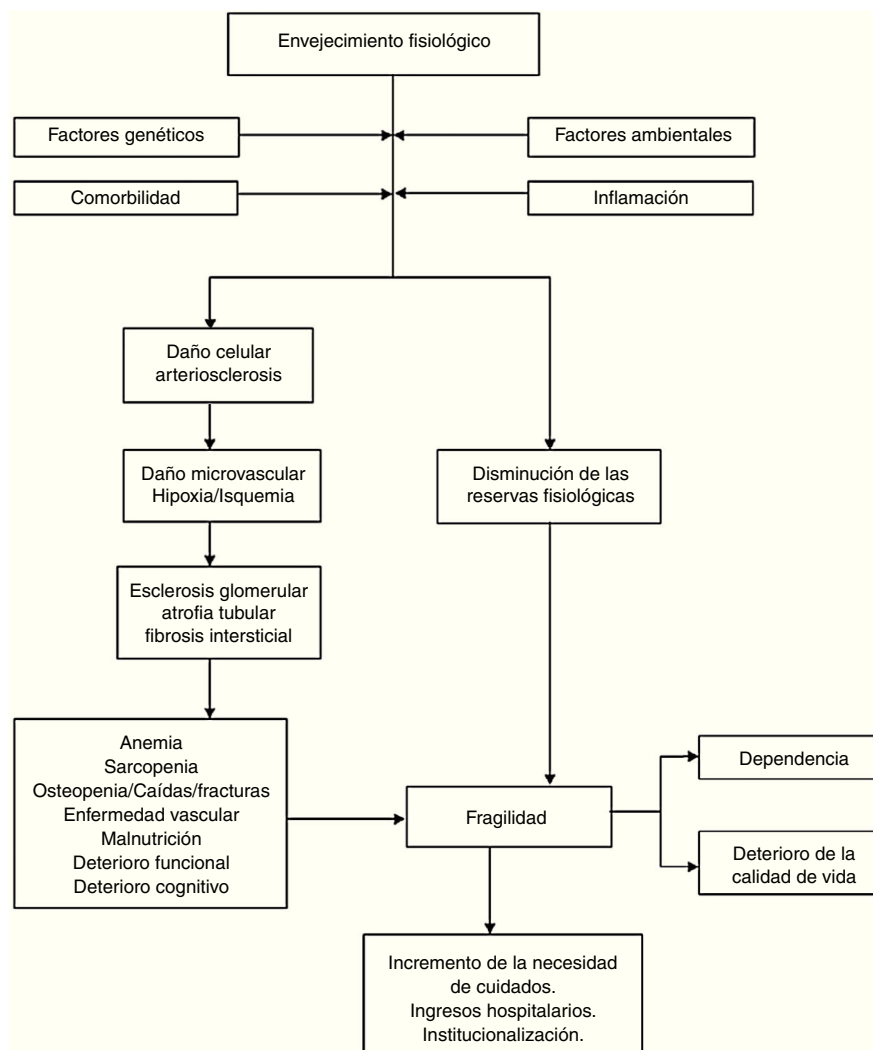 Envejecimiento fisiológico
Factores genéticos
Factores ambientales
Comorbilidad
Inflamación
Daño celular
arteriosclerosis
Daño microvascular
Hipoxia/Isquemia
Disminución de las
reservas fisiológicas
Esclerosis glomerular
atrofia tubular
fibrosis intersticial
Anemia
Sarcopenia
Osteopenia/Caídas/fracturas
Enfermedad vascular
Malnutrición
Deterioro funcional
Deterioro cognitivo
Fragilidad
Dependencia
Deterioro de la
calidad de vida
Incremento de la necesidad
de cuidados.
Ingresos hospitalarios.
Institucionalización.